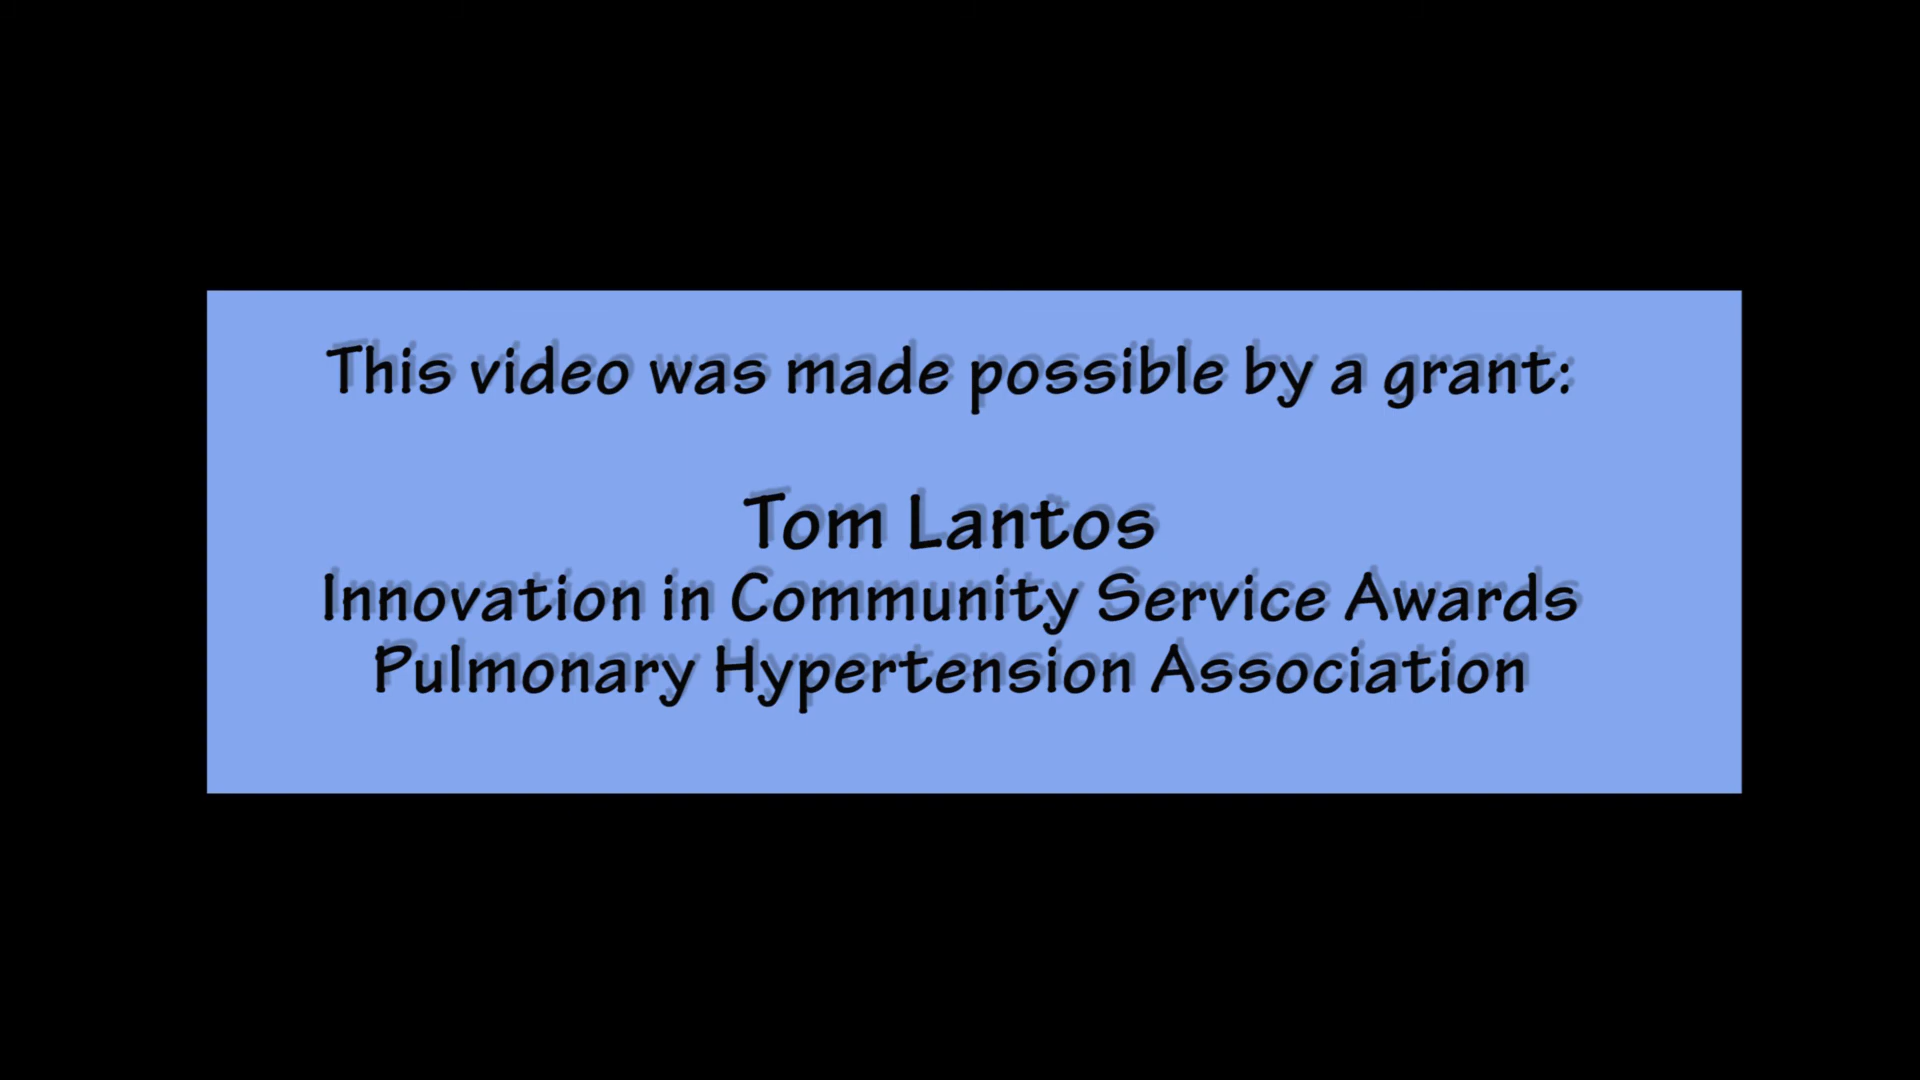 This video was made possible by a grant:
Tom Lantos
Innovation in Community Service Awards
Pulmonary Hypertension Association